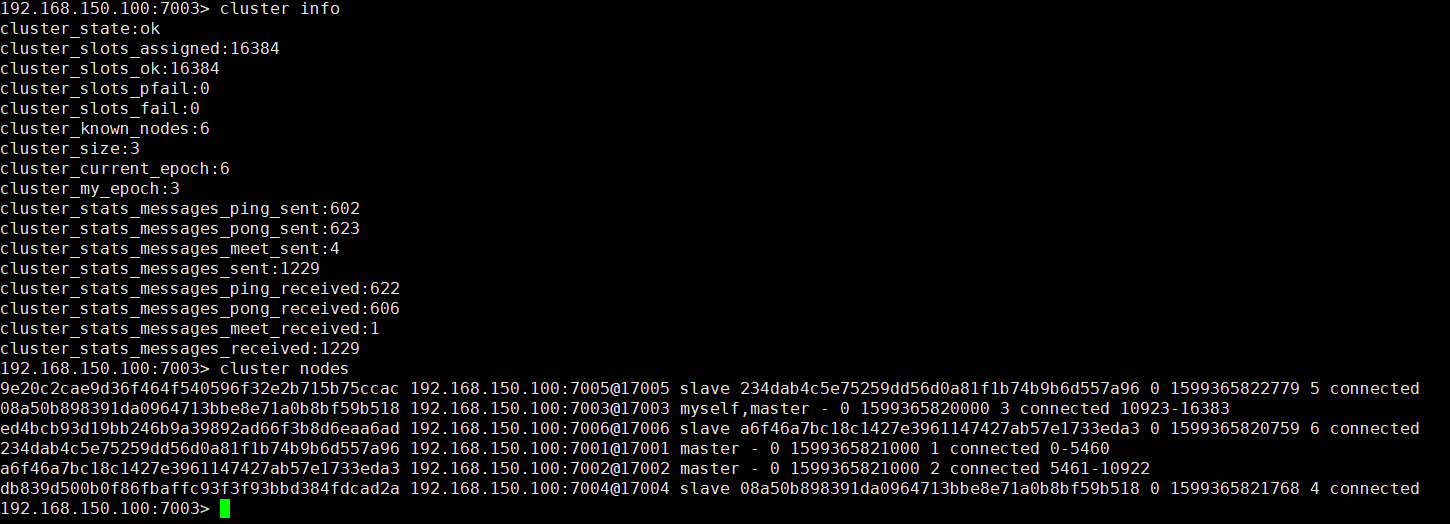 192.168.150.100:7003> cluster info
cluster_state:ok
cluster_slots_assigned:16384
cluster_slots_ok:16384
cluster_slots_pfail:0
cluster_slots_fail:0
cluster_known_nodes:6
cluster_size:3
cluster_current_epoch:6
cluster_my_epoch:3
cluster_stats_messages_ping_sent:602
cluster_stats_messages_pong_sent:623
cluster_stats_messages_meet_sent:4
cluster_stats_messages_sent:1229
cluster_stats_messages_ping_received:622
cluster_stats_messages_pong_received:606
cluster_stats_messages_meet_received:1
cluster_stats_messages_received:1229
192.168.150.100:7003> cluster nodes
9e20c2cae9d36f464f540596f32e2b715b75ccac 192.168.150.100:7005@17005 slave 234dab4c5e75259dd56d0a81f1b74b9b6d557a96 0 1599365822779 5 connected
08a50b898391da0964713bbe8e71a0b8bf59b518 192.168.150.100:7003@17003 myself,master - 0 1599365820000 3 connected 10923-16383
ed4bcb93d19bb246b9a39892ad66f3b8d6eaa6ad 192.168.150.100:7006@17006 slave a6f46a7bc18c1427e3961147427ab57e1733eda3 0 1599365820759 6 connected
234dab4c5e75259dd56d0a81f1b74b9b6d557a96 192.168.150.100:7001@17001 master - 0 1599365821000 1 connected 0-5460
a6f46a7bc18c1427e3961147427ab57e1733eda3 192.168.150.100:7002@17002 master - 0 1599365821000 2 connected 5461-10922
db839d500b0f86fbaffc93f3f93bbd384fdcad2a 192.168.150.100:7004@17004 slave 08a50b898391da0964713bbe8e71a0b8bf59b518 0 1599365821768 4 connected
192.168.150.100:7003>